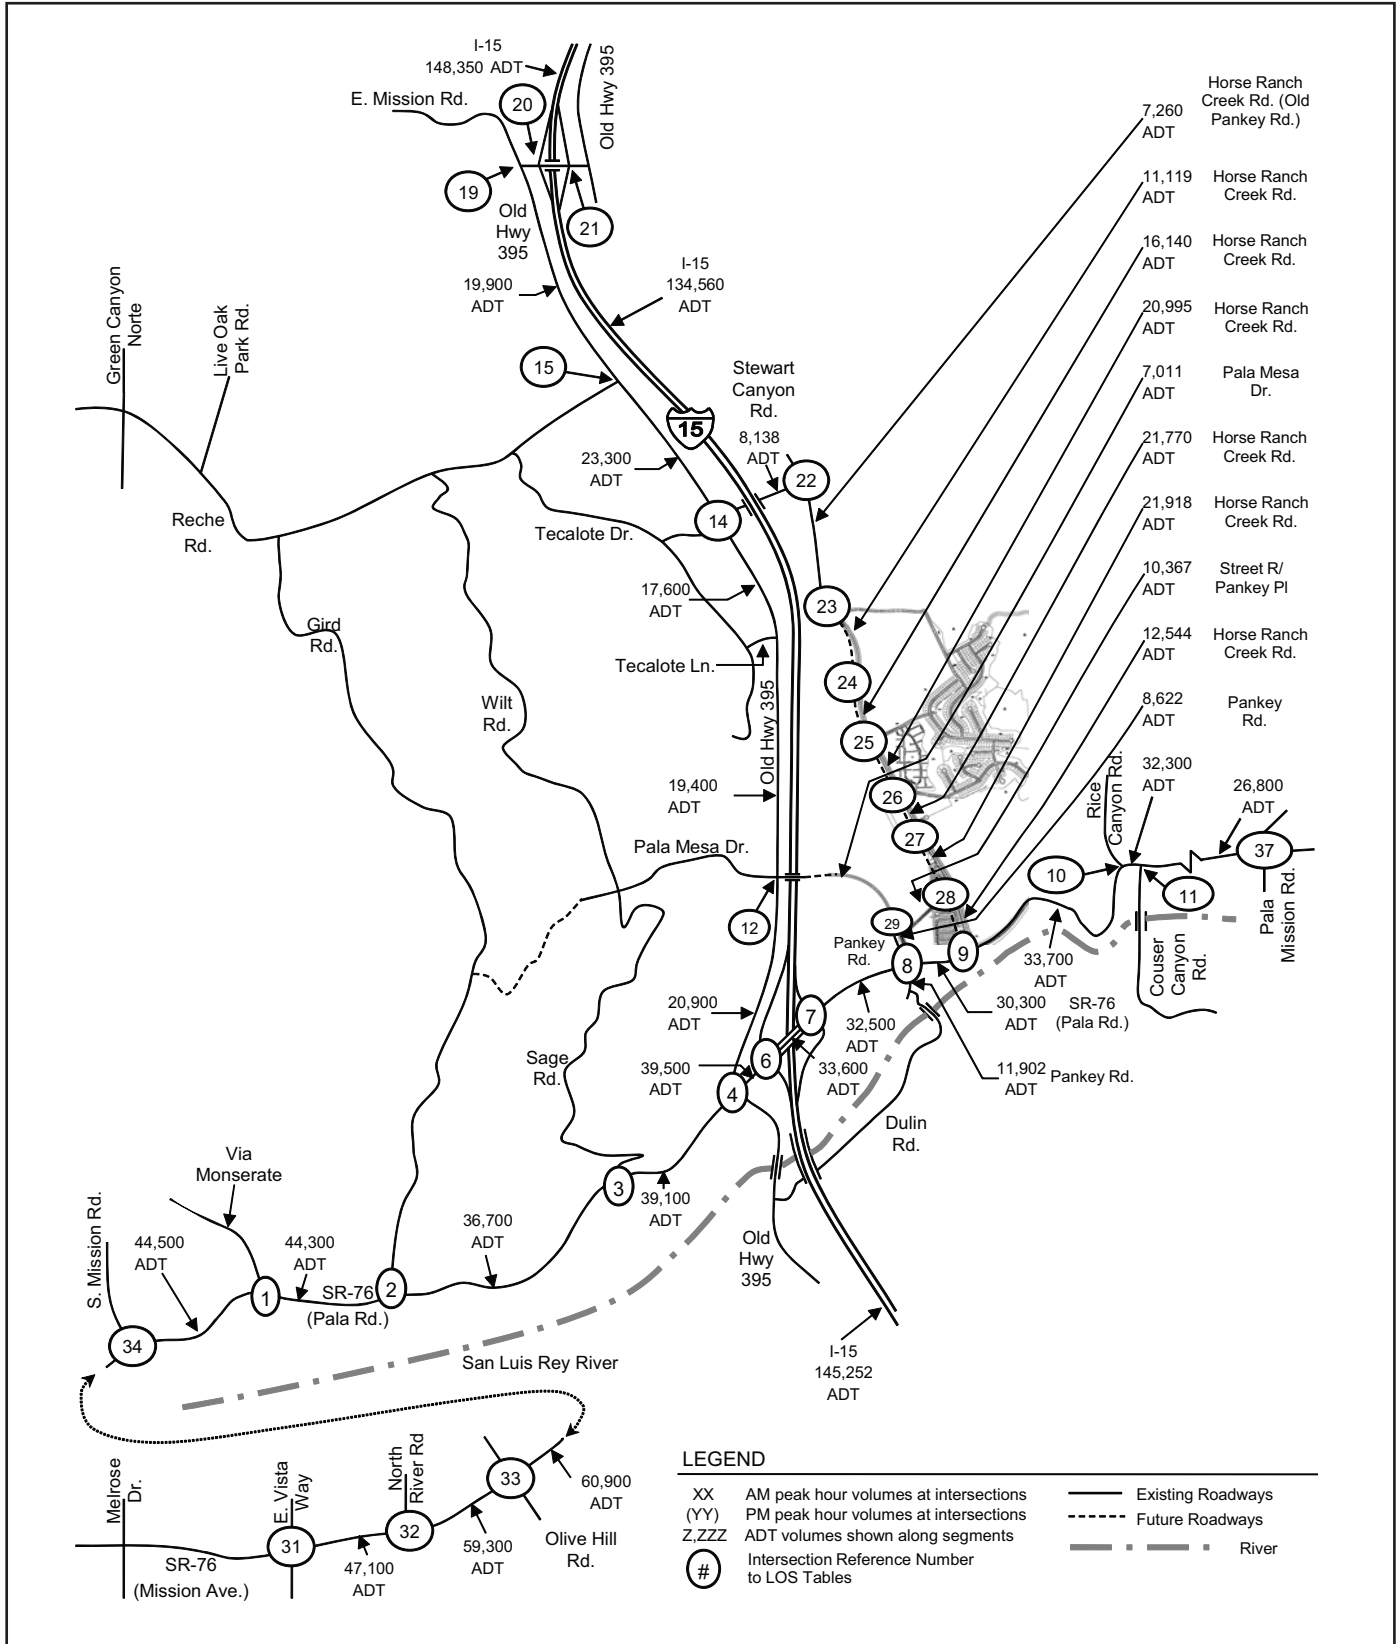 I-15
148,350 ADT
Old Hwy 395
E. Mission Rd.
20
19
21
Old
Hwy
395
19,900
ADT
I-15
134,560
ADT
Green Canyon
Norte
Live Oak
Park Rd.
15
15
Stewart
Canyon
Rd.
8,138
ADT
22
23,300
ADT
14
Reche
Rd.
Tecalote Dr.
17,600
ADT
23
Gird
Rd.
Tecalote Ln.
24
Wilt
Rd.
Old Hwy 395
25
19,400
ADT
26
27
Pala Mesa Dr.
28
12
29
Pankey
Rd.
8
9
7,260
ADT
Horse Ranch
Creek Rd. (Old
Pankey Rd.)
11,119
ADT
Horse Ranch
Creek Rd.
16,140
ADT
Horse Ranch
Creek Rd.
20,995
ADT
Horse Ranch
Creek Rd.
7,011
ADT
Pala Mesa
Dr.
21,770
ADT
Horse Ranch
Creek Rd.
21,918
ADT
Horse Ranch
Creek Rd.
10,367
ADT
Street R/
Pankey Pl
12,544
ADT
Horse Ranch
Creek Rd.
8,622
ADT
Pankey
Rd.
Rice
Canyon Rd.
32,300
ADT
26,800
ADT
37
10
11
Pala
Mission Rd.
Couser
Canyon
Rd.
33,700
ADT
30,300
ADT
SR-76
(Pala Rd.)
11,902
ADT
Pankey Rd.
20,900
ADT
7
32,500
ADT
6
33,600
ADT
39,500
ADT
4
Sage
Rd.
Dulin
Rd.
3
39,100
ADT
Via
Monserate
S. Mission Rd.
44,500
ADT
44,300
ADT
36,700
ADT
1
SR-76
(Pala Rd.)
2
34
Old
Hwy
395
I-15
145,252
ADT
San Luis Rey River
Melrose
Dr.
E. Vista
Way
North
River Rd
33
60,900
ADT
31
32
59,300
ADT
Olive Hill
Rd.
47,100
ADT
SR-76
(Mission Ave.)
LEGEND
XX AM peak hour volumes at intersections
(YY) PM peak hour volumes at intersections
Z,ZZZ ADT volumes shown along segments
# Intersection Reference Number
to LOS Tables
Existing Roadways
Future Roadways
River